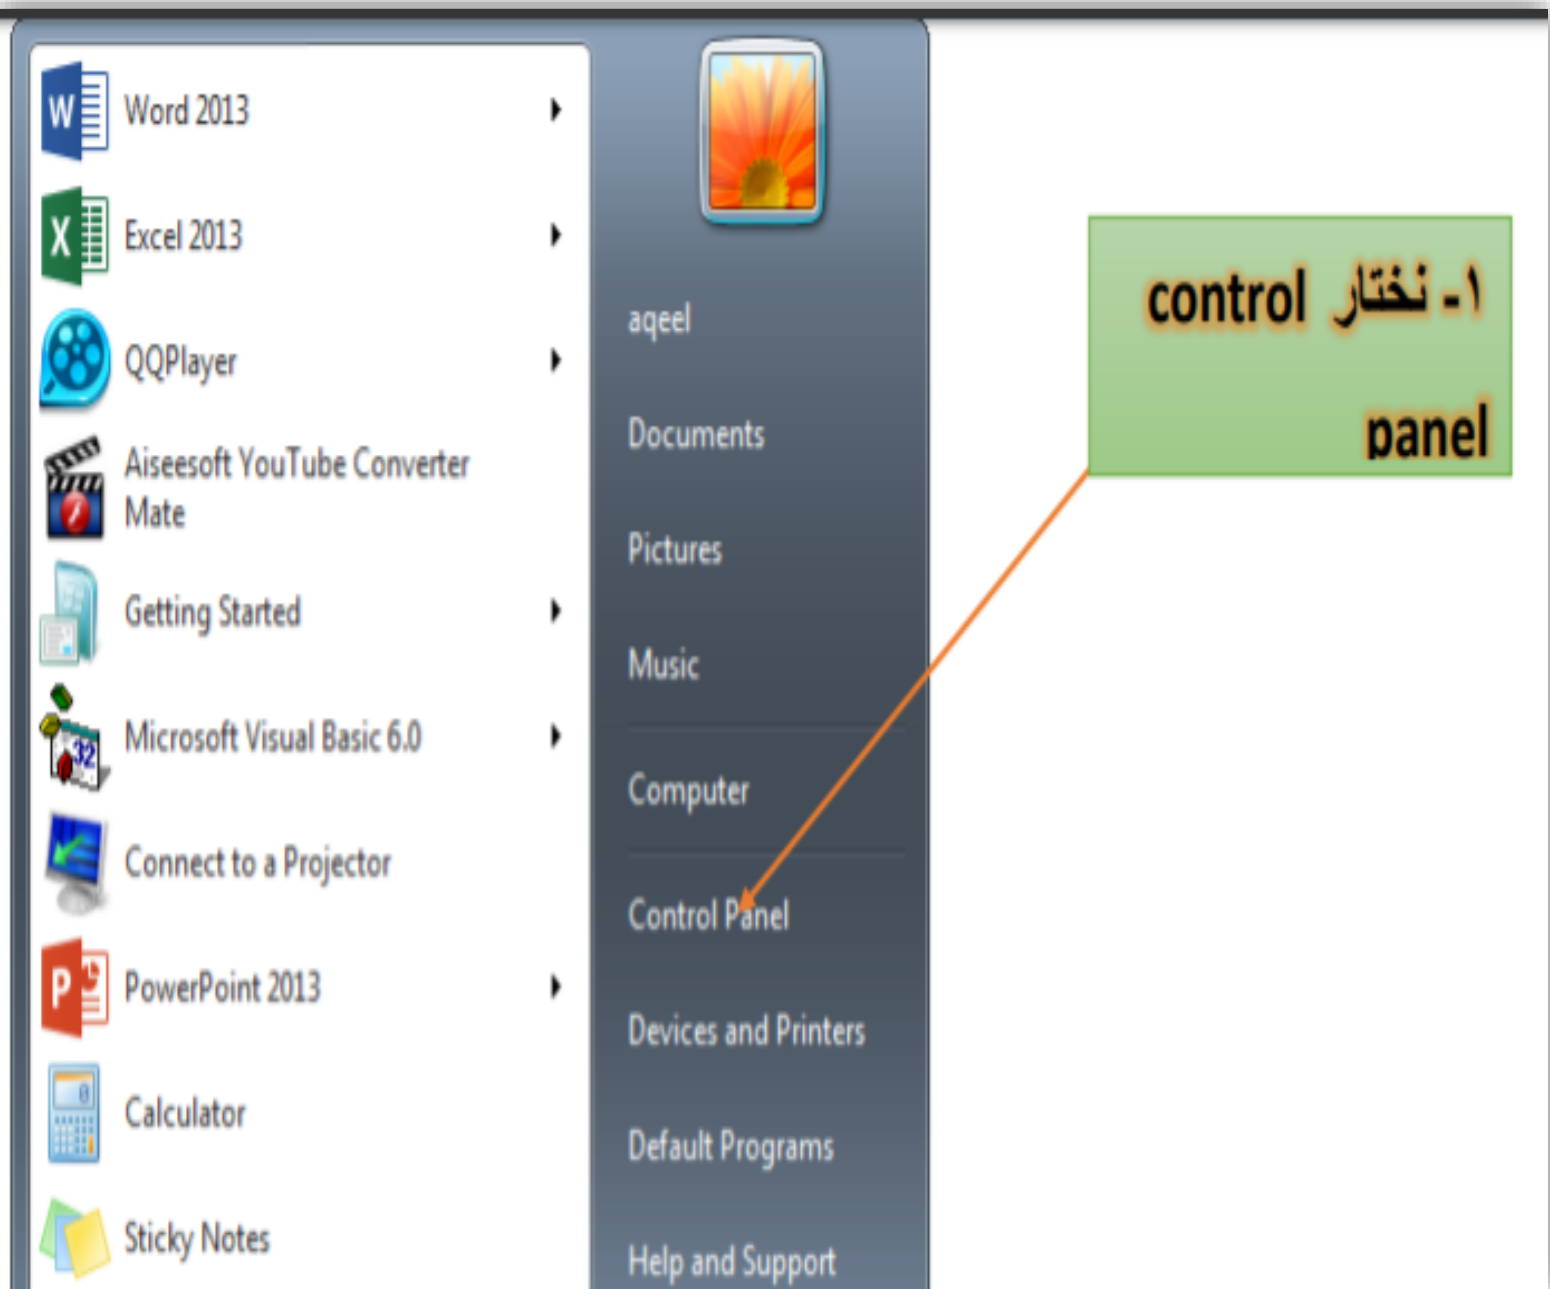 Word 2013
Excel 2013
QQPlayer
Aiseesoft YouTube Converter
Mate
Getting Started
Microsoft Visual Basic 6.0
Connect to a Projector
PowerPoint 2013
Calculator
Sticky Notes
aqeel
Documents
Pictures
Music
Computer
Control Panel
Devices and Printers
Default Programs
Help and Support
١- نختار control
panel